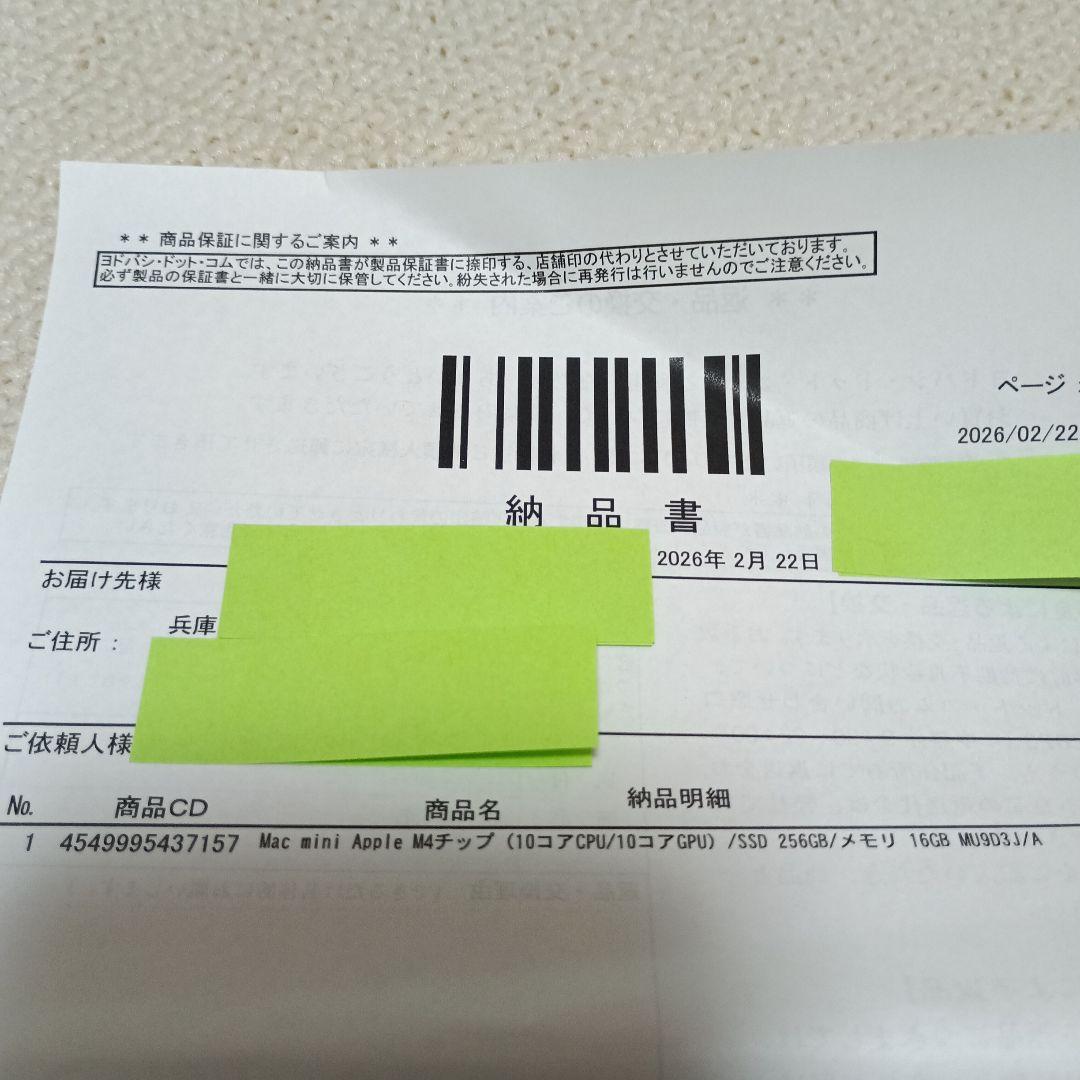 ** 商品保証に関するご案内 **
ヨドバシ・ドット・コムでは、この納品書が製品保証書に捺印する、店舗印の代わりとさせていただいております。
必ず製品の保証書と一緒に大切に保管してください。紛失された場合に再発行は行いませんのでご注意ください。
ページ
2026/02/22
納品書
2026年 2月 22日
お届け先様
兵庫
ご住所：
ご依頼人様
No. 商品CD 商品名 納品明細
1 4549995437157 Mac mini Apple M4チップ（10コアCPU/10コアGPU）/SSD 256GB/メモリ 16GB MU9D3J/A